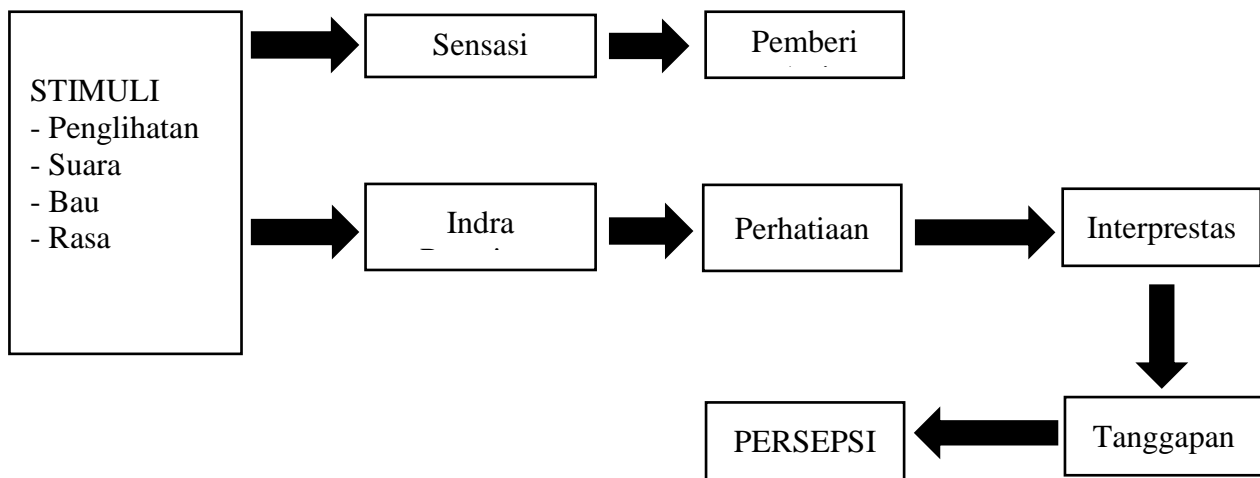 STIMULI
- Penglihatan
- Suara
- Bau
- Rasa
Sensasi
Pemberi
Indra
Perhatiaan
Interprestas
Tanggapan
PERSEPSI